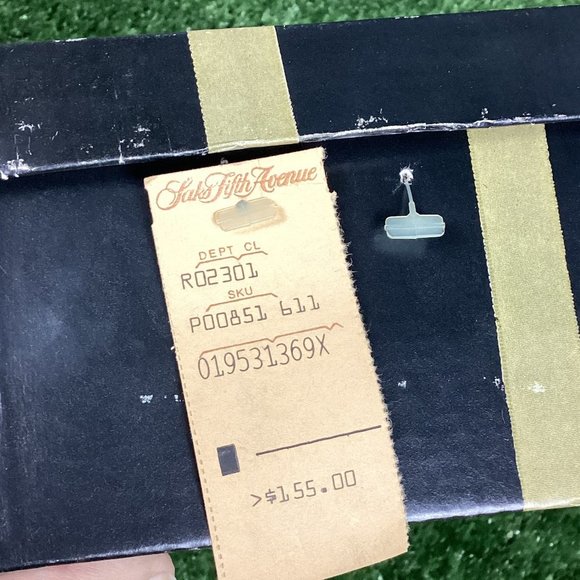 Saks Fifth Avenue
DEPT CL
R02301
SKU
P00851 611
019531369X
>$155.00